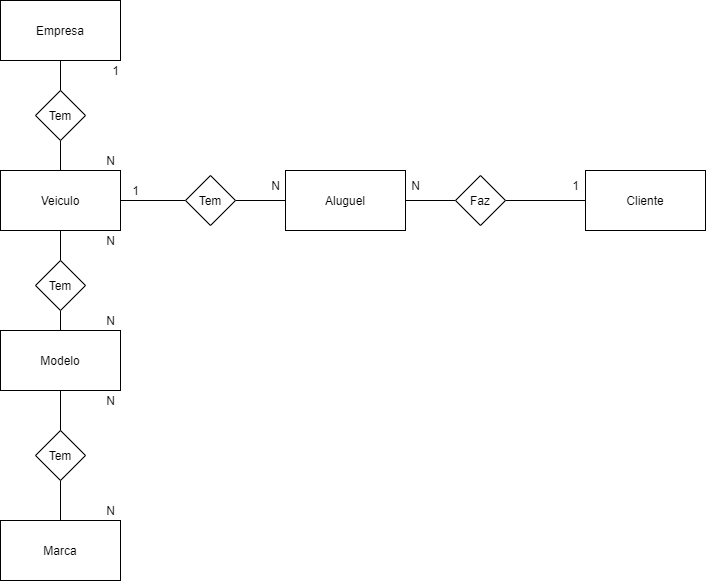 Empresa
1
Tem
N
Veiculo
1
Tem
N
Aluguel
N
Faz
1
Cliente
N
Tem
N
Modelo
N
Tem
N
Marca